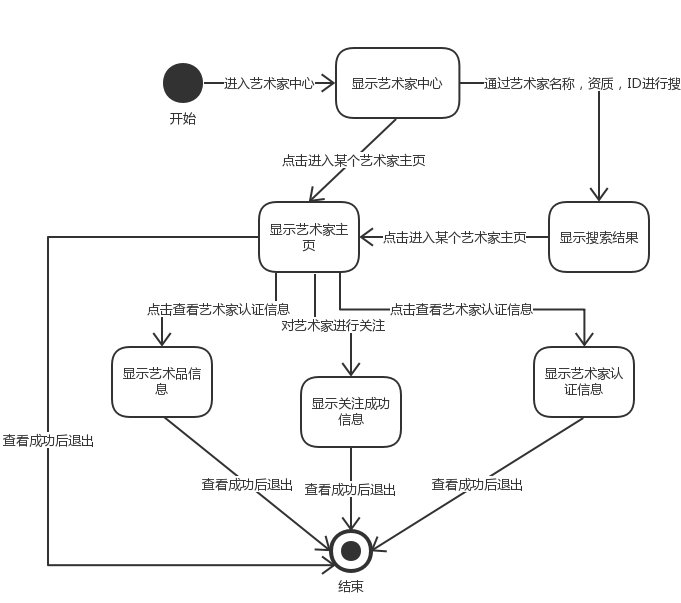 进入艺术家中心
显示艺术家中心
通过艺术家名称，资质，ID进行搜
开始
点击进入某个艺术家主页
显示艺术家主
页
点击进入某个艺术家主页
显示搜索结果
点击查看艺术家认证信息
对艺术家进行关注
点击查看艺术家认证信息
显示艺术品信
息
显示关注成功
信息
显示艺术家认
证信息
查看成功后退出
查看成功后退出
查看成功后退出
查看成功后退出
结束